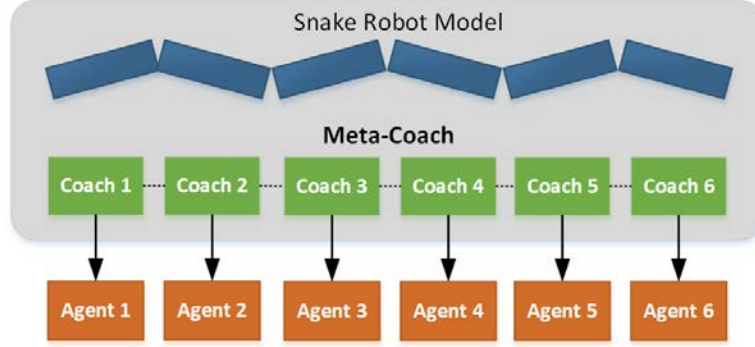 Snake Robot Model
Meta-Coach
Coach 1 Coach 2 Coach 3 Coach 4 Coach 5 Coach 6
Agent 1 Agent 2 Agent 3 Agent 4 Agent 5 Agent 6